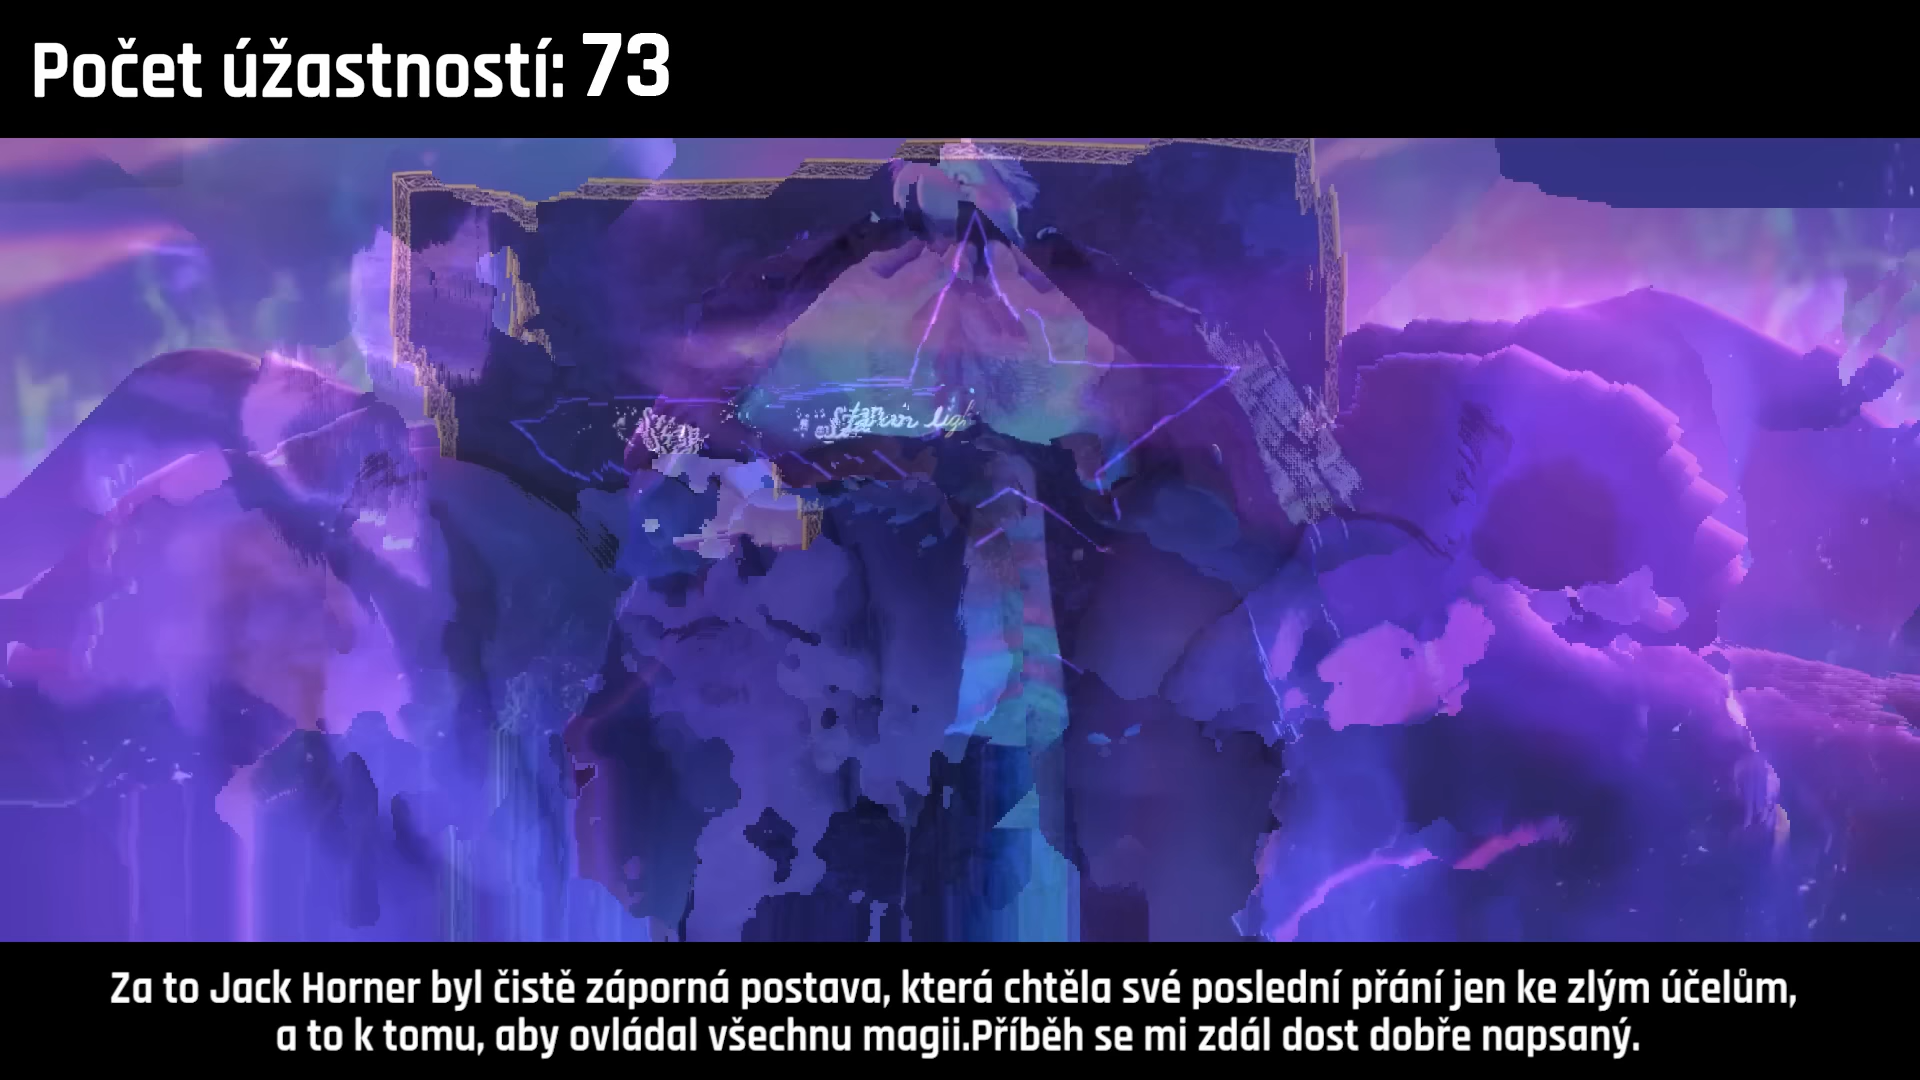 Počet úžastností: 73
Za to Jack Horner byl čistě záporná postava, která chtěla své poslední přání jen ke zlým účelům,
a to k tomu, aby ovládal všechnu magii.Příběh se mi zdál dost dobře napsaný.